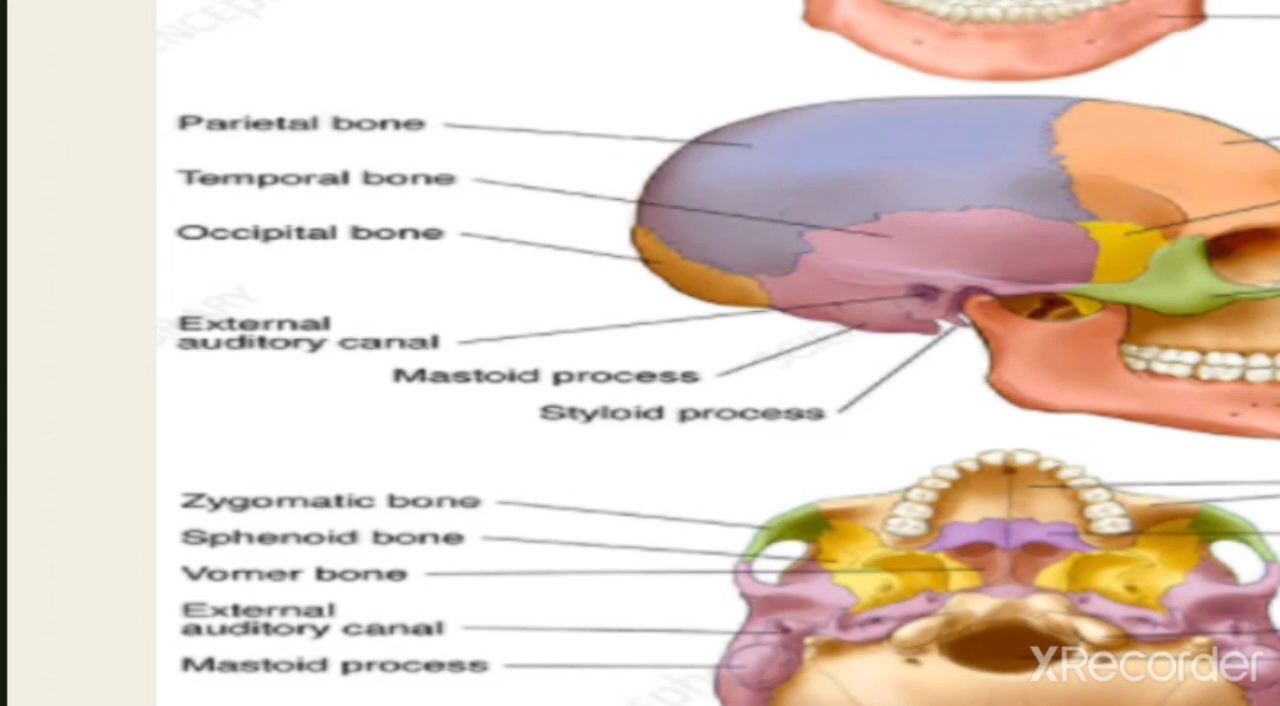 Parietal bone
Temporal bone
Occipital bone
External
auditory canal
Mastoid process
Styloid process
Zygomatic bone
Sphenoid bone
Vomer bone
External
auditory canal
Mastoid process
XRecorder